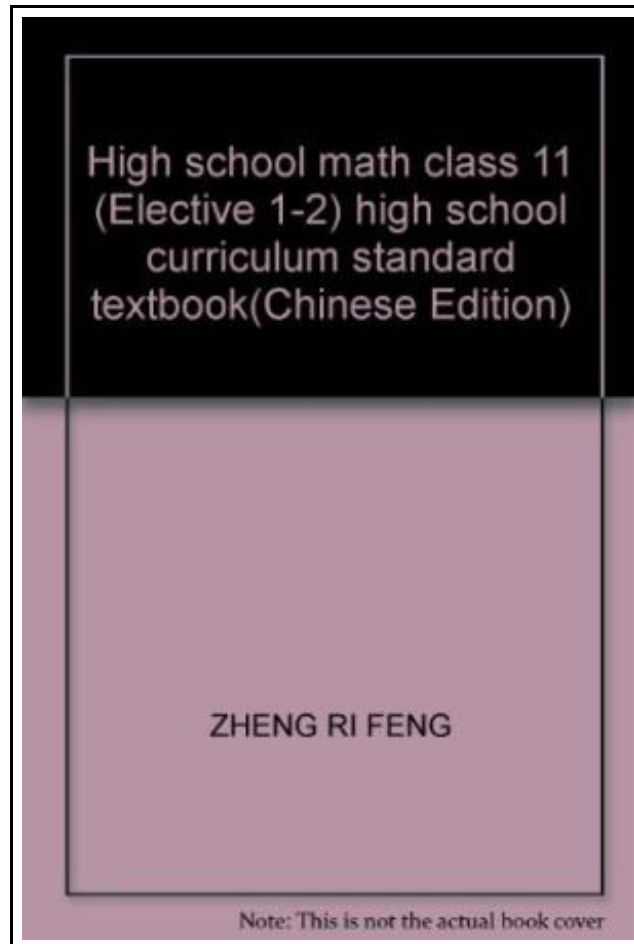 High school math class 11
(Elective 1-2) high school
curriculum standard
textbook(Chinese Edition)
ZHENG RI FENG
Note: This is not the actual book cover